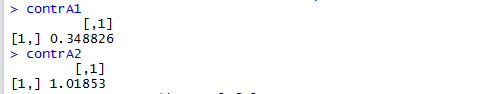 > contrA1
[,1]
[1,] 0.348826
> contrA2
[,1]
[1,] 1.01853